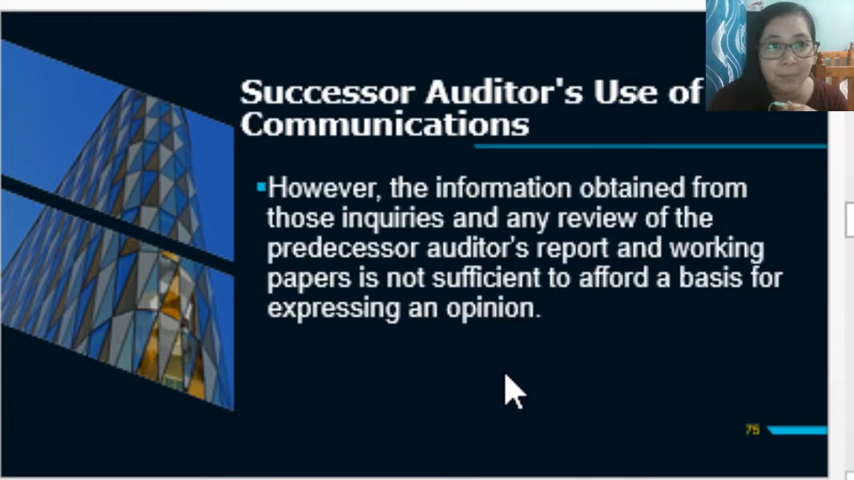 Successor Auditor's Use of
Communications
However, the information obtained from
those inquiries and any review of the
predecessor auditor's report and working
papers is not sufficient to afford a basis for
expressing an opinion.
75